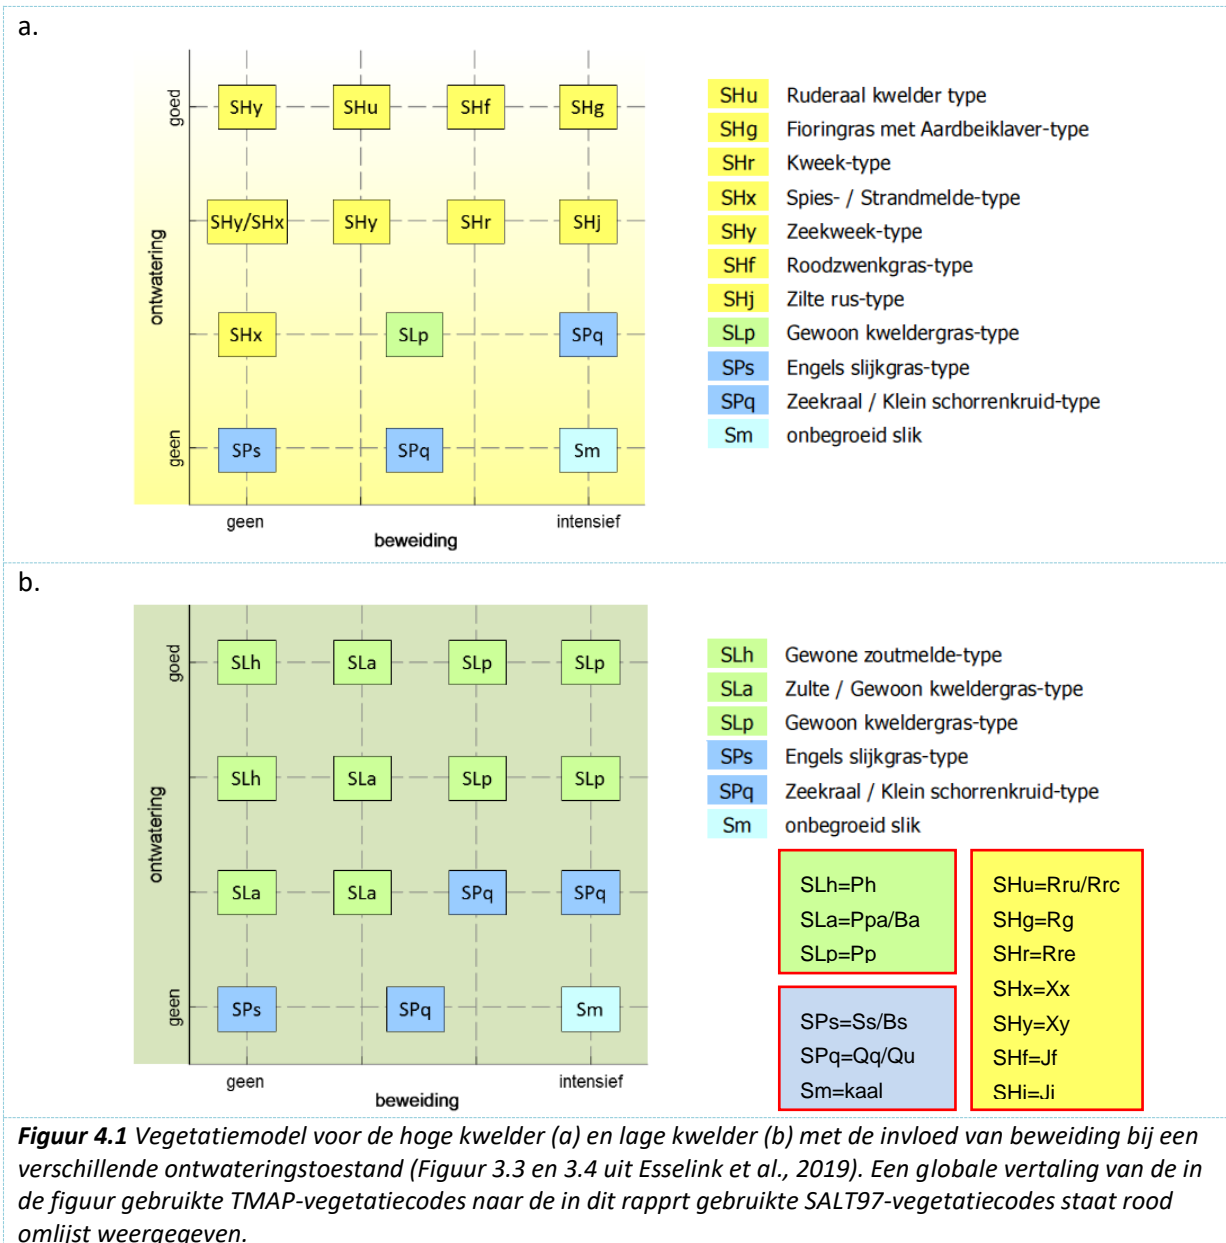 a.
goed
SHy SHu SHf SHg
SHy/SHx SHy SHr SHj
ontwatering
SHx SLp SPq
geen
SPs SPq Sm
geen intensief
beweiding
SHu Ruderaal kwelder type
SHg Fioringras met Aardbeiklaver-type
SHr Kweek-type
SHx Spies- / Strandmelde-type
SHy Zeekweek-type
SHf Roodzwenkgras-type
SHj Zilte rus-type
SLp Gewoon kweldergras-type
SPs Engels slijkgras-type
SPq Zeekraal / Klein schorrenkruid-type
Sm onbegroeid slik
b.
goed
SLh SLa SLp SLp
SLh SLa SLp SLp
ontwatering
SLa SLa SPq SPq
geen
SPs SPq Sm
geen intensief
beweiding
SLh Gewone zoutmelde-type
SLa Zulte / Gewoon kweldergras-type
SLp Gewoon kweldergras-type
SPs Engels slijkgras-type
SPq Zeekraal / Klein schorrenkruid-type
Sm onbegroeid slik
SLh=Ph
SLa=Ppa/Ba
SLp=Pp
SPs=Ss/Bs
SPq=Qq/Qu
Sm=kaal
SHu=Rru/Rrc
SHg=Rg
SHr=Rre
SHx=Xx
SHy=Xy
SHf=Jf
SHj=Jj
Figuur 4.1 Vegetatiemodel voor de hoge kwelder (a) en lage kwelder (b) met de invloed van beweiding bij een
verschillende ontwateringstoestand (Figuur 3.3 en 3.4 uit Esselink et al., 2019). Een globale vertaling van de in
de figuur gebruikte TMAP-vegetatiecodes naar de in dit rapprt gebruikte SALT97-vegetatiecodes staat rood
omlijst weergegeven.